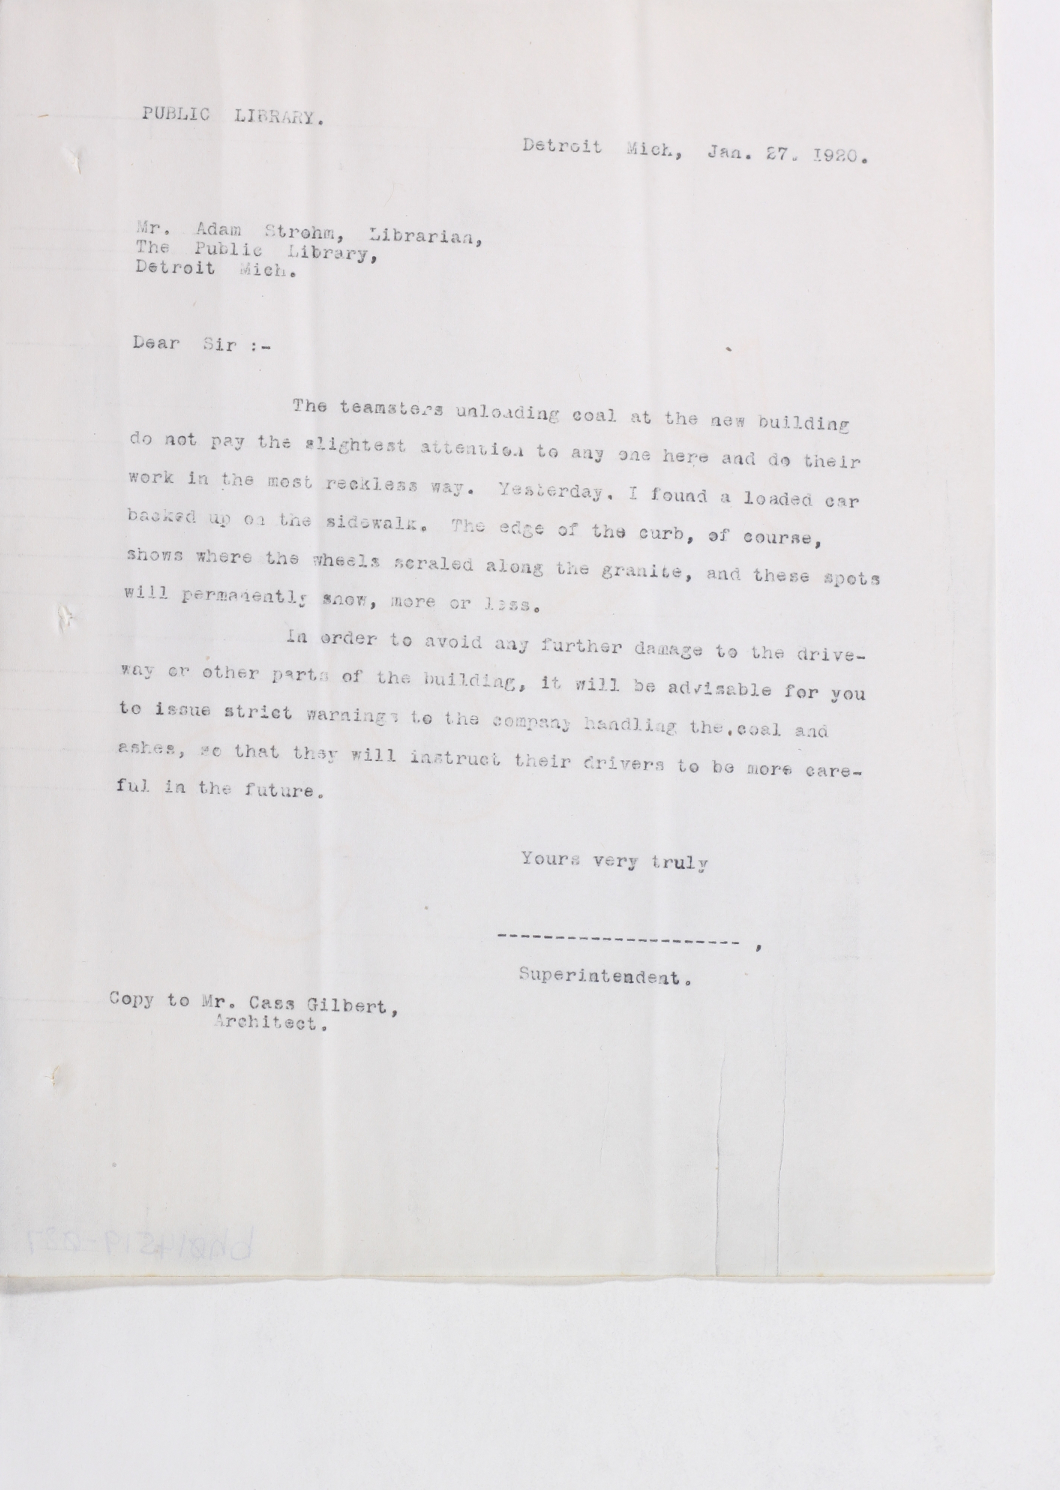 PUBLIC LIBRARY.
Detroit Mich, Jan. 27. 1920.
Mr. Adam Strohm, Librarian,
The Public Library,
Detroit Mich.
Dear Sir :-
The teamsters unloading coal at the new building
do not pay the slightest attention to any one here and do their
work in the most reckless way. Yesterday, I found a loaded car
backed up on the sidewalk. The edge of the curb, of course,
shows where the wheels scraled along the granite, and these spots
will permanently show, more or less.
In order to avoid any further damage to the drive-
way or other parts of the building, it will be advisable for you
to issue strict warnings to the company handling the.coal and
ashes, so that they will instruct their drivers to be more care-
ful in the future.
Yours very truly
--------------------- ,
Superintendent.
Copy to Mr. Cass Gilbert,
Architect.